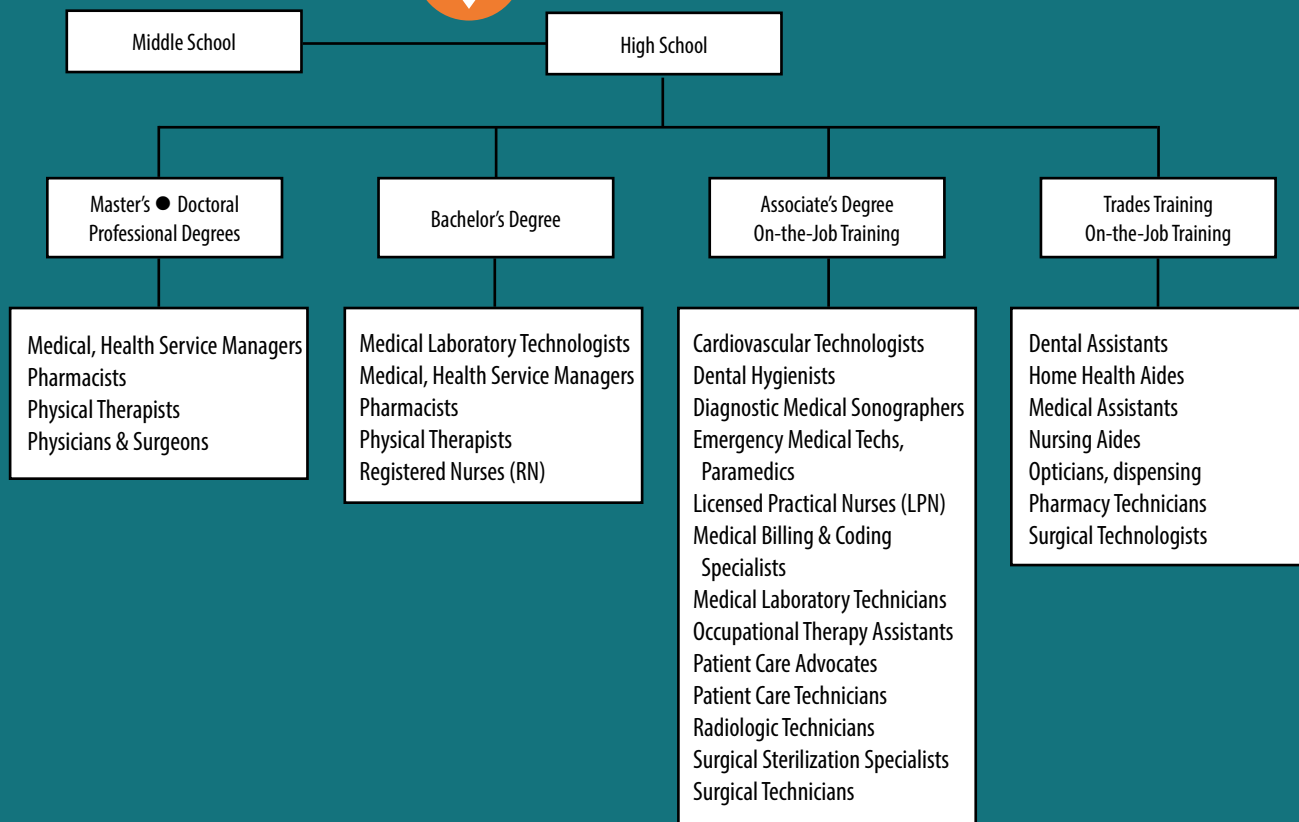 Middle School
High School
Master's ● Doctoral
Professional Degrees
Bachelor's Degree
Associate's Degree
On-the-Job Training
Trades Training
On-the-Job Training
Medical, Health Service Managers
Pharmacists
Physical Therapists
Physicians & Surgeons
Medical Laboratory Technologists
Medical, Health Service Managers
Pharmacists
Physical Therapists
Registered Nurses (RN)
Cardiovascular Technologists
Dental Hygienists
Diagnostic Medical Sonographers
Emergency Medical Techs,
Paramedics
Licensed Practical Nurses (LPN)
Medical Billing & Coding
Specialists
Medical Laboratory Technicians
Occupational Therapy Assistants
Patient Care Advocates
Patient Care Technicians
Radiologic Technicians
Surgical Sterilization Specialists
Surgical Technicians
Dental Assistants
Home Health Aides
Medical Assistants
Nursing Aides
Opticians, dispensing
Pharmacy Technicians
Surgical Technologists